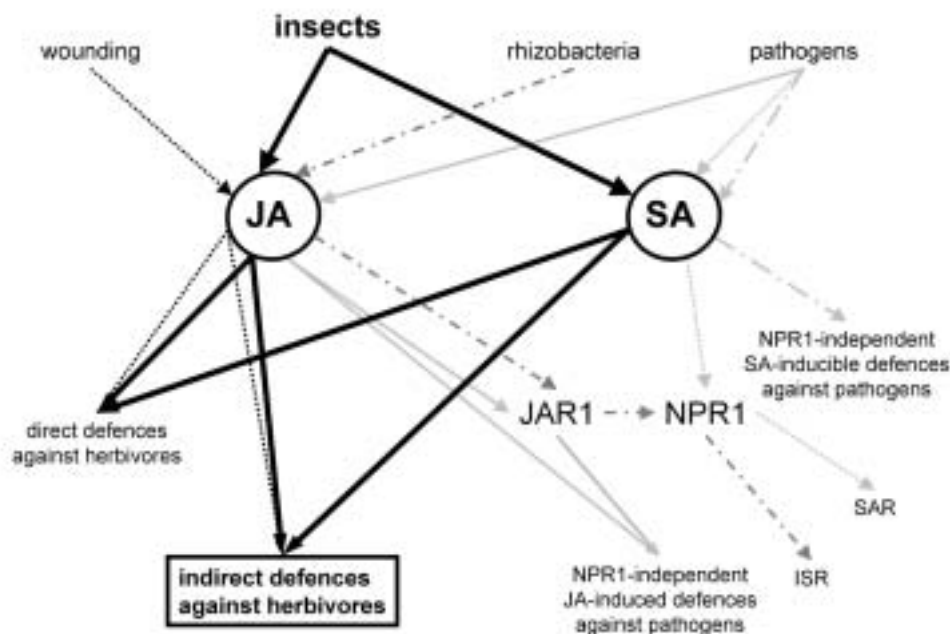 insects
wounding
rhizobacteria
pathogens
JA
SA
NPR1-independent
SA-inducible defences
against pathogens
JAR1
NPR1
direct defences
against herbivores
SAR
indirect defences
against herbivores
NPR1-independent
JA-induced defences
against pathogens
ISR